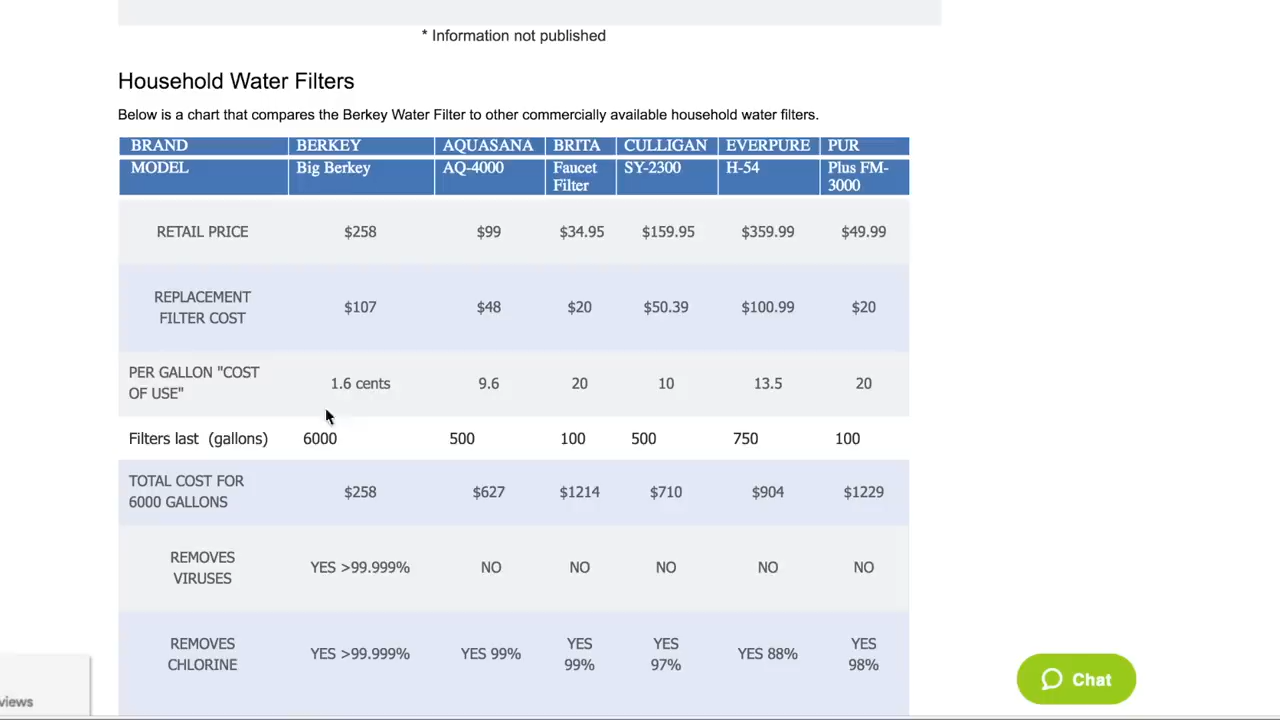 * Information not published
Household Water Filters
Below is a chart that compares the Berkey Water Filter to other commercially available household water filters.
BRAND BERKEY AQUASANA BRITA CULLIGAN EVERPURE PUR
MODEL Big Berkey AQ-4000 Faucet Filter SY-2300 H-54 Plus FM-3000
RETAIL PRICE $258 $99 $34.95 $159.95 $359.99 $49.99
REPLACEMENT FILTER COST $107 $48 $20 $50.39 $100.99 $20
PER GALLON "COST OF USE" 1.6 cents 9.6 20 10 13.5 20
Filters last (gallons) 6000 500 100 500 750 100
TOTAL COST FOR 6000 GALLONS $258 $627 $1214 $710 $904 $1229
REMOVES VIRUSES YES >99.999% NO NO NO NO NO
REMOVES CHLORINE YES >99.999% YES 99% YES 99% YES 97% YES 88% YES 98%
Chat